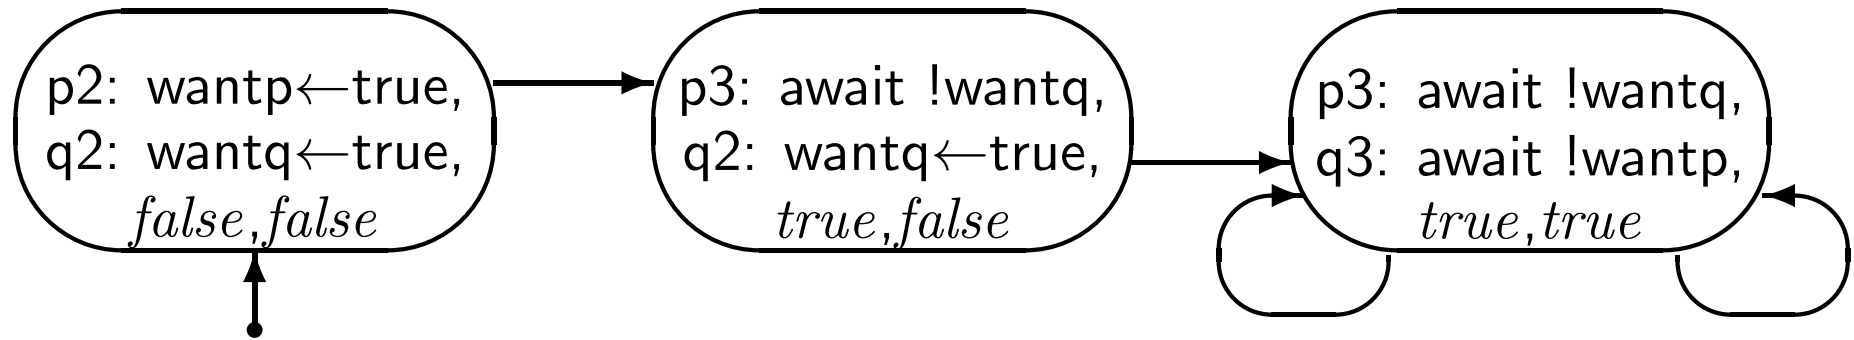 p2: wantp←true,
q2: wantq←true,
false,false
p3: await !wantq,
q2: wantq←true,
true,false
p3: await !wantq,
q3: await !wantp,
true,true